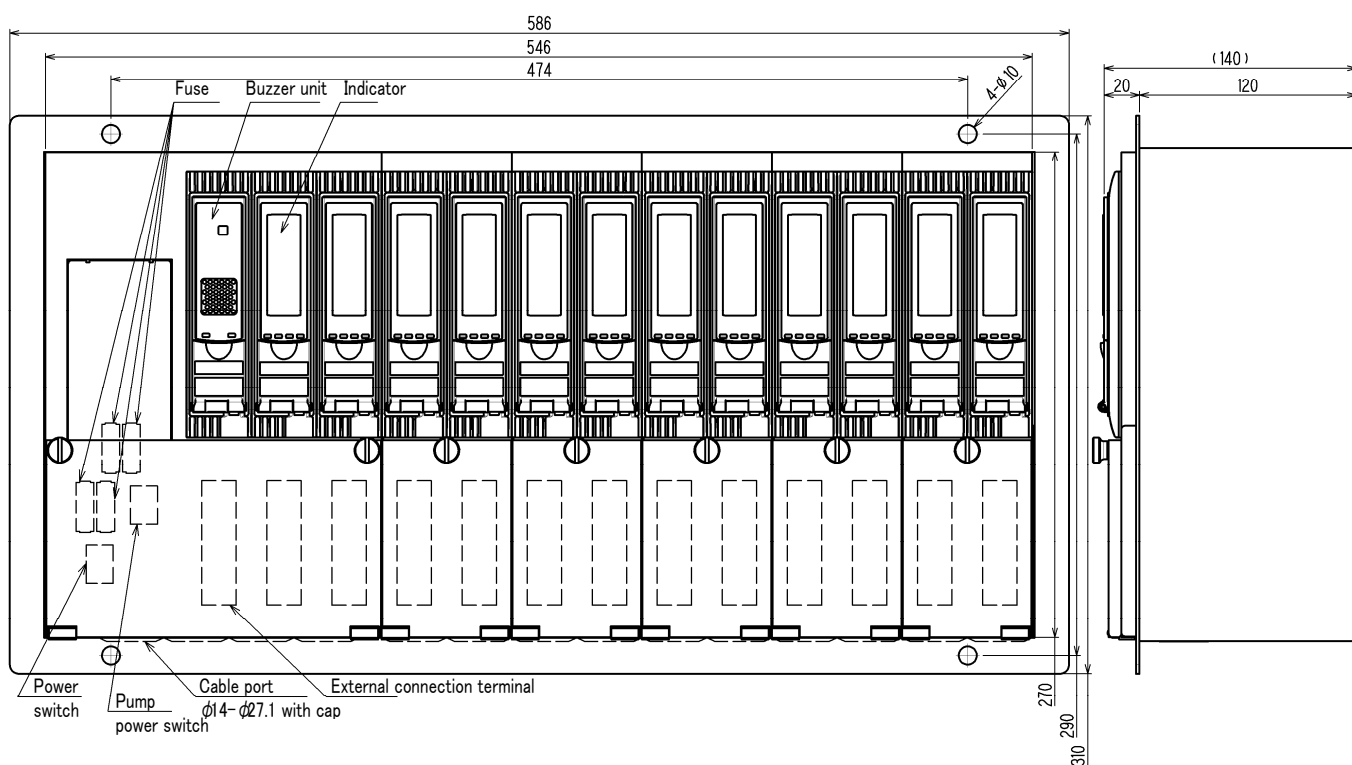 586
546
474
(140)
20
120
4-ϕ10
Fuse
Buzzer unit
Indicator
Power
switch
Pump
power switch
Cable port
ϕ14-ϕ27.1 with cap
External connection terminal
270
290
310